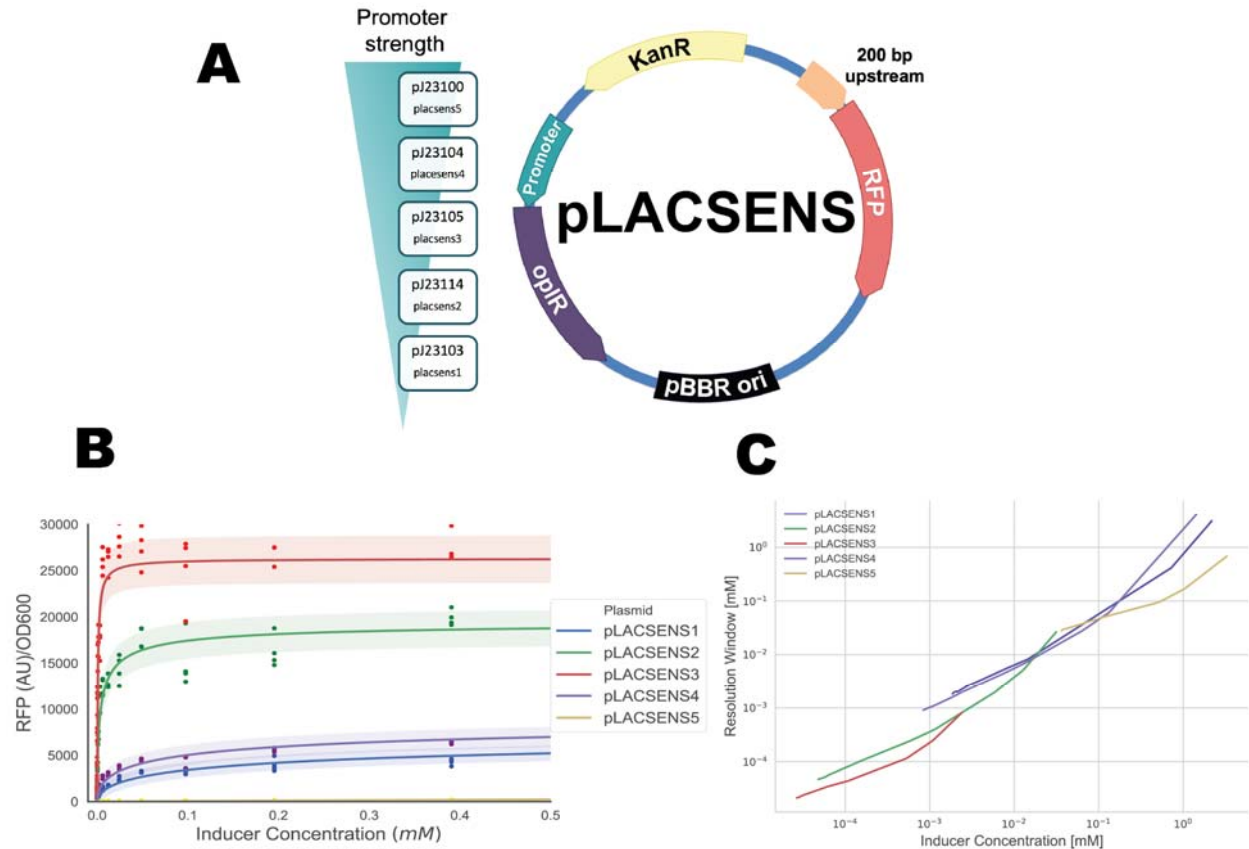 A
Promoter
strength
pJ23100
placsens5
pJ23104
placesens4
pJ23105
placsens3
pJ23114
placsens2
pJ23103
placsens1
KanR
200 bp
upstream
Promoter
pLACSENS
RFP
oplR
pBBR ori
B
30000
25000
20000
15000
10000
5000
0
RFP (AU)/OD600
0.0 0.1 0.2 0.3 0.4 0.5
Inducer Concentration (mM)
Plasmid
pLACSENS1
pLACSENS2
pLACSENS3
pLACSENS4
pLACSENS5
C
pLACSENS1
pLACSENS2
pLACSENS3
pLACSENS4
pLACSENS5
Resolution Window [mM]
10⁰
10⁻¹
10⁻²
10⁻³
10⁻⁴
10⁻⁴ 10⁻³ 10⁻² 10⁻¹ 10⁰
Inducer Concentration [mM]